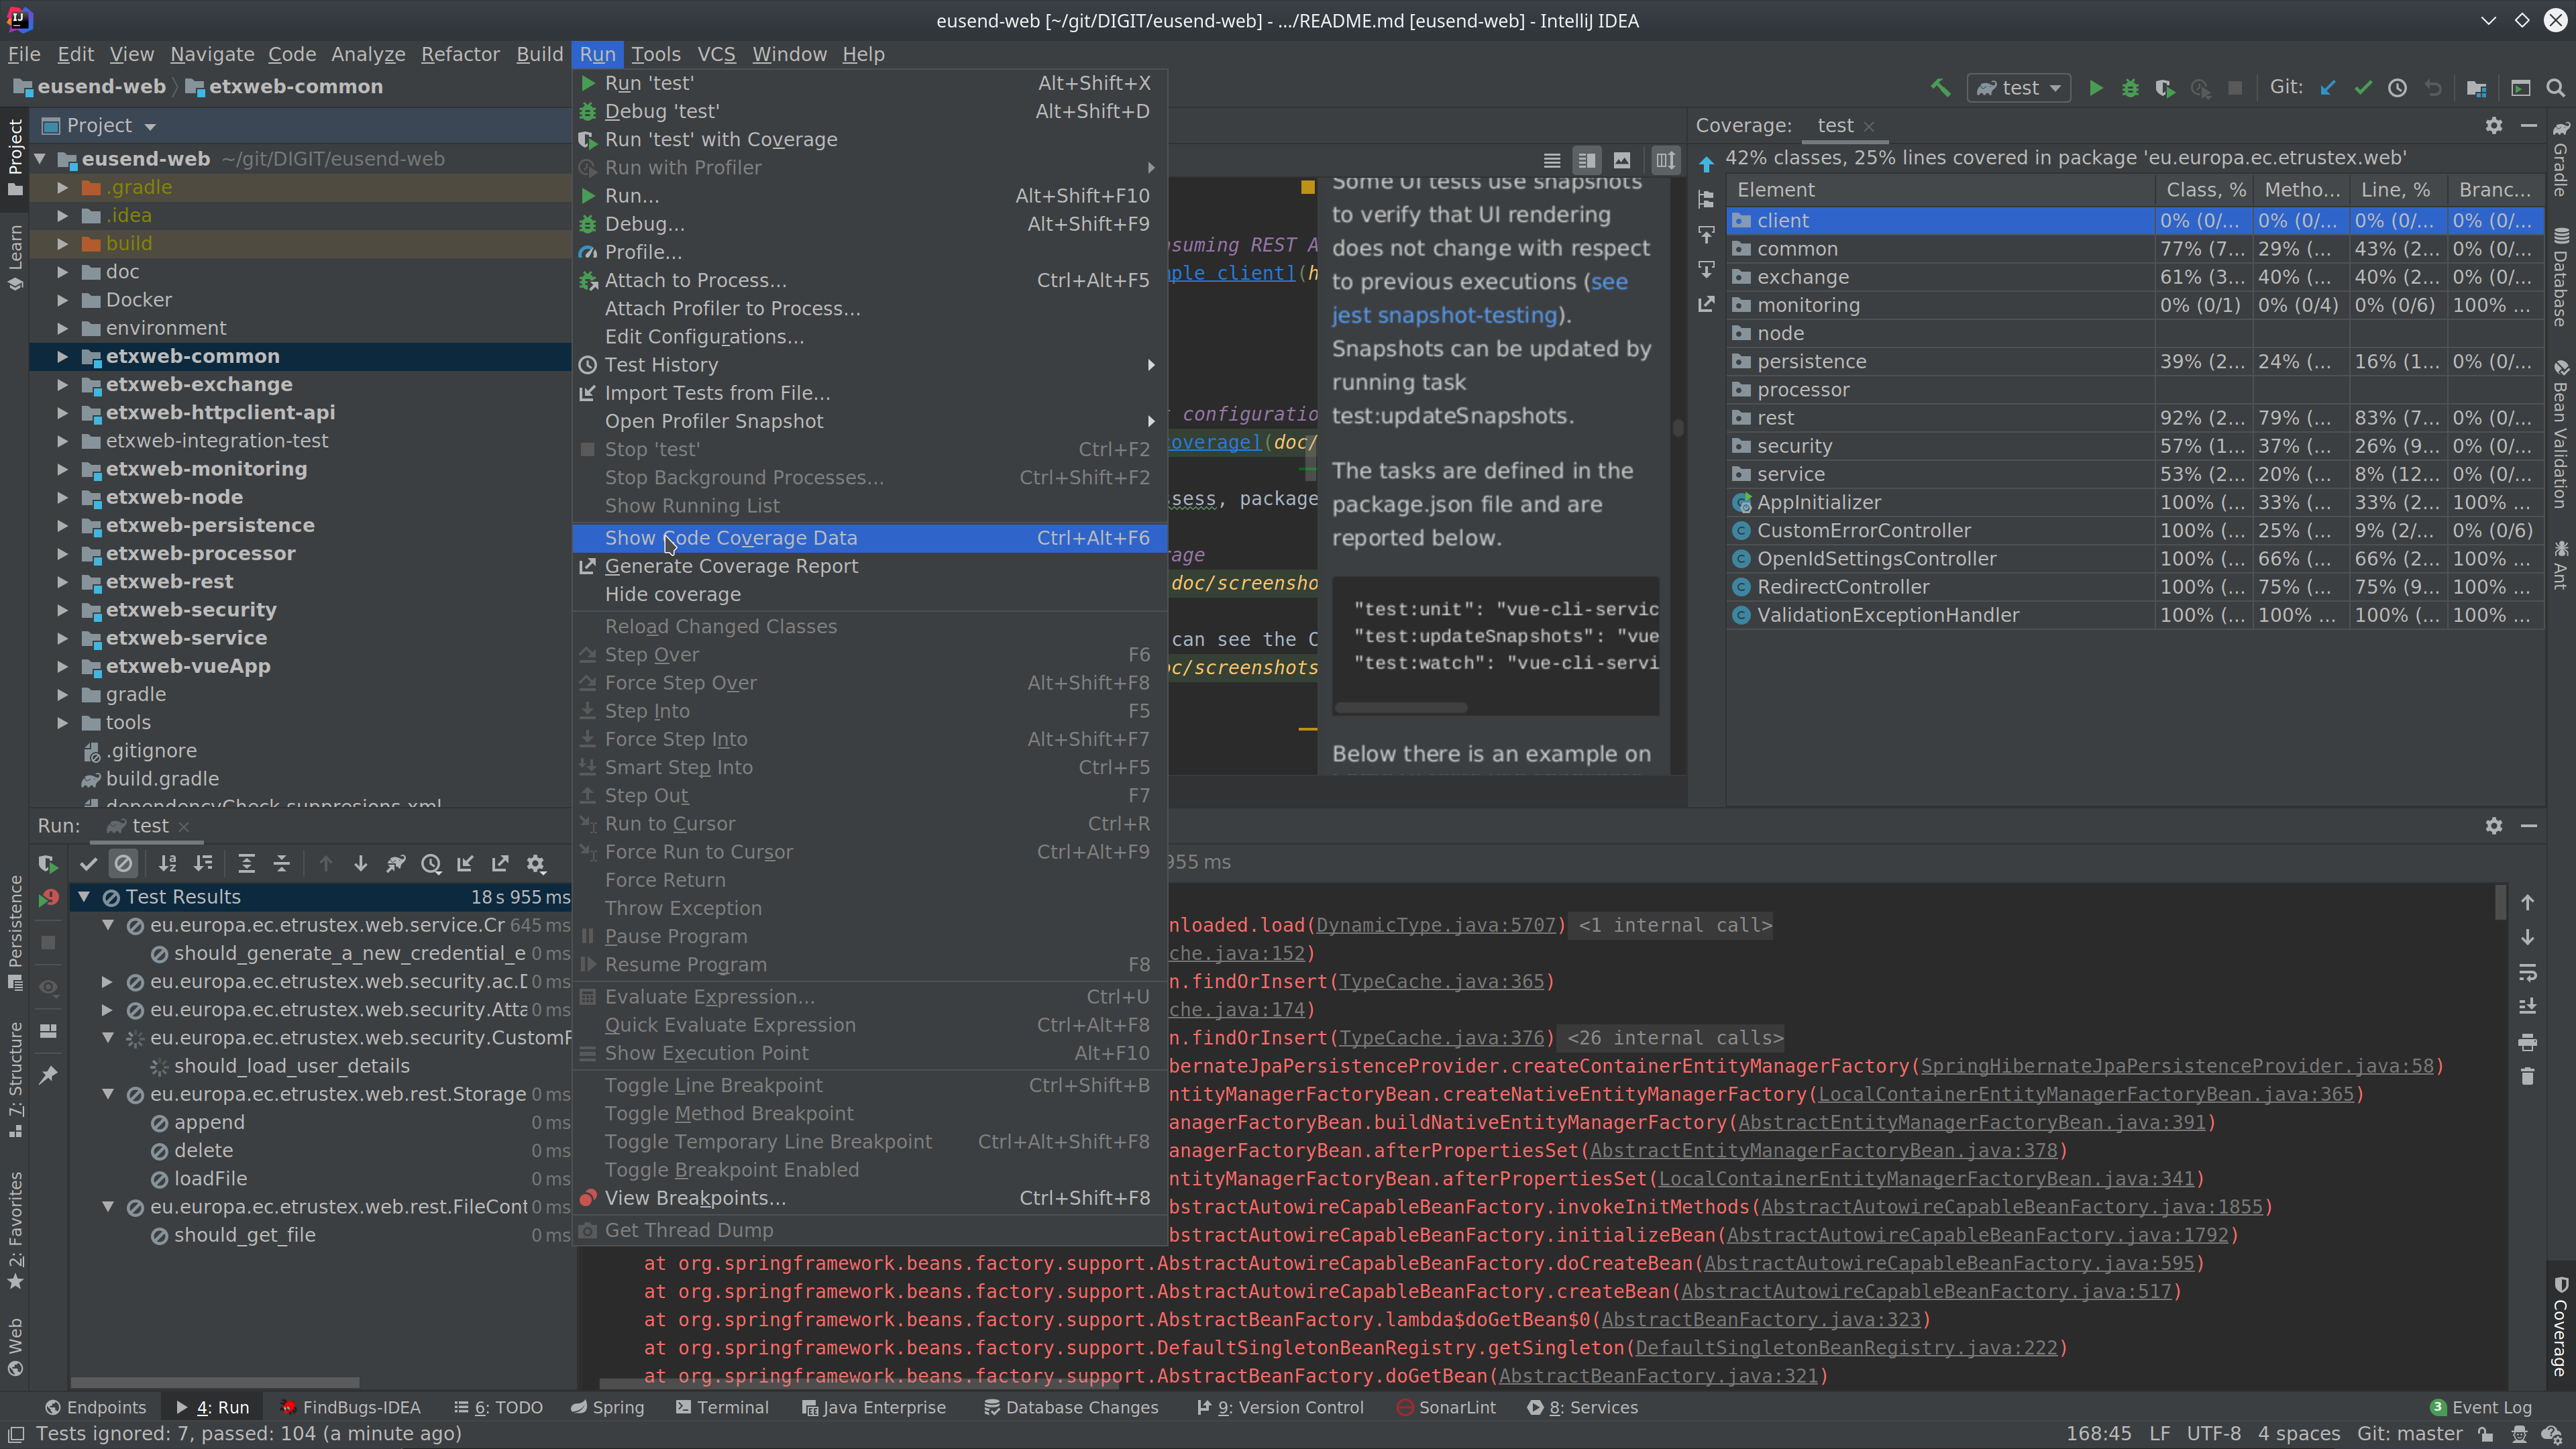 eusend-web [~/git/DIGIT/eusend-web] - .../README.md [eusend-web] - IntelliJ IDEA
File Edit View Navigate Code Analyze Refactor Build Run Tools VCS Window Help
eusend-web etxweb-common
test Git:
Project
eusend-web ~/git/DIGIT/eusend-web
.gradle
.idea
build
doc
Docker
environment
etxweb-common
etxweb-exchange
etxweb-httpclient-api
etxweb-integration-test
etxweb-monitoring
etxweb-node
etxweb-persistence
etxweb-processor
etxweb-rest
etxweb-security
etxweb-service
etxweb-vueApp
gradle
tools
.gitignore
build.gradle
dependencyCheck.suppresions.xml
Project
Learn
Persistence
7: Structure
2: Favorites
Web
Run 'test' Alt+Shift+X
Debug 'test' Alt+Shift+D
Run 'test' with Coverage
Run with Profiler
Run... Alt+Shift+F10
Debug... Alt+Shift+F9
Profile...
Attach to Process... Ctrl+Alt+F5
Attach Profiler to Process...
Edit Configurations...
Test History
Import Tests from File...
Open Profiler Snapshot
Stop 'test' Ctrl+F2
Stop Background Processes... Ctrl+Shift+F2
Show Running List
Show Code Coverage Data Ctrl+Alt+F6
Generate Coverage Report
Hide coverage
Reload Changed Classes
Step Over F6
Force Step Over Alt+Shift+F8
Step Into F5
Force Step Into Alt+Shift+F7
Smart Step Into Ctrl+F5
Step Out F7
Run to Cursor Ctrl+R
Force Run to Cursor Ctrl+Alt+F9
Force Return
Throw Exception
Pause Program
Resume Program F8
Evaluate Expression... Ctrl+U
Quick Evaluate Expression Ctrl+Alt+F8
Show Execution Point Alt+F10
Toggle Line Breakpoint Ctrl+Shift+B
Toggle Method Breakpoint
Toggle Temporary Line Breakpoint Ctrl+Alt+Shift+F8
Toggle Breakpoint Enabled
View Breakpoints... Ctrl+Shift+F8
Get Thread Dump
suming REST A
ple client](h
configuratio
overage](doc/
sess, package
age
doc/screensho
can see the C
c/screenshots
Some UI tests use snapshots
to verify that UI rendering
does not change with respect
to previous executions (see
jest snapshot-testing).
Snapshots can be updated by
running task
test:updateSnapshots.
The tasks are defined in the
package.json file and are
reported below.
"test:unit": "vue-cli-servic
"test:updateSnapshots": "vue
"test:watch": "vue-cli-servi
Below there is an example on
Coverage: test
42% classes, 25% lines covered in package 'eu.europa.ec.etrustex.web'
Element Class, % Metho... Line, % Branc...
client 0% (0/... 0% (0/... 0% (0/... 0% (0/...
common 77% (7... 29% (... 43% (2... 0% (0/...
exchange 61% (3... 40% (... 40% (2... 0% (0/...
monitoring 0% (0/1) 0% (0/4) 0% (0/6) 100% ...
node
persistence 39% (2... 24% (... 16% (1... 0% (0/...
processor
rest 92% (2... 79% (... 83% (7... 0% (0/...
security 57% (1... 37% (... 26% (9... 0% (0/...
service 53% (2... 20% (... 8% (12... 0% (0/...
AppInitializer 100% (... 33% (... 33% (2... 100% ...
CustomErrorController 100% (... 25% (... 9% (2/... 0% (0/6)
OpenIdSettingsController 100% (... 66% (... 66% (2... 100% ...
RedirectController 100% (... 75% (... 75% (9... 100% ...
ValidationExceptionHandler 100% (... 100% ... 100% (... 100% ...
Gradle
Database
Bean Validation
Ant
Coverage
Run: test
955 ms
Test Results 18 s 955 ms
eu.europa.ec.etrustex.web.service.Cr 645 ms
should_generate_a_new_credential_e 0 ms
eu.europa.ec.etrustex.web.security.ac.D 0 ms
eu.europa.ec.etrustex.web.security.Atta 0 ms
eu.europa.ec.etrustex.web.security.CustomF
should_load_user_details
eu.europa.ec.etrustex.web.rest.Storage 0 ms
append 0 ms
delete 0 ms
loadFile 0 ms
eu.europa.ec.etrustex.web.rest.FileCont 0 ms
should_get_file 0 ms
nloaded.load(DynamicType.java:5707) <1 internal call>
che.java:152)
n.findOrInsert(TypeCache.java:365)
che.java:174)
n.findOrInsert(TypeCache.java:376) <26 internal calls>
bernateJpaPersistenceProvider.createContainerEntityManagerFactory(SpringHibernateJpaPersistenceProvider.java:58)
ntityManagerFactoryBean.createNativeEntityManagerFactory(LocalContainerEntityManagerFactoryBean.java:365)
anagerFactoryBean.buildNativeEntityManagerFactory(AbstractEntityManagerFactoryBean.java:391)
anagerFactoryBean.afterPropertiesSet(AbstractEntityManagerFactoryBean.java:378)
ntityManagerFactoryBean.afterPropertiesSet(LocalContainerEntityManagerFactoryBean.java:341)
bstractAutowireCapableBeanFactory.invokeInitMethods(AbstractAutowireCapableBeanFactory.java:1855)
bstractAutowireCapableBeanFactory.initializeBean(AbstractAutowireCapableBeanFactory.java:1792)
at org.springframework.beans.factory.support.AbstractAutowireCapableBeanFactory.doCreateBean(AbstractAutowireCapableBeanFactory.java:595)
at org.springframework.beans.factory.support.AbstractAutowireCapableBeanFactory.createBean(AbstractAutowireCapableBeanFactory.java:517)
at org.springframework.beans.factory.support.AbstractBeanFactory.lambda$doGetBean$0(AbstractBeanFactory.java:323)
at org.springframework.beans.factory.support.DefaultSingletonBeanRegistry.getSingleton(DefaultSingletonBeanRegistry.java:222)
at org.springframework.beans.factory.support.AbstractBeanFactory.doGetBean(AbstractBeanFactory.java:321)
Endpoints 4: Run FindBugs-IDEA 6: TODO Spring Terminal Java Enterprise Database Changes 9: Version Control SonarLint 8: Services 3 Event Log
Tests ignored: 7, passed: 104 (a minute ago) 168:45 LF UTF-8 4 spaces Git: master